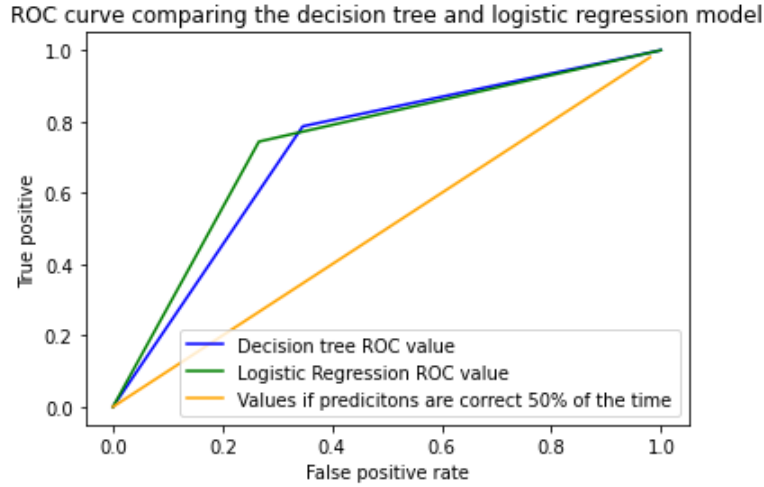 ROC curve comparing the decision tree and logistic regression model
1.0
0.8
0.6
0.4
0.2
0.0
True positive
Decision tree ROC value
Logistic Regression ROC value
Values if predicitons are correct 50% of the time
0.0 0.2 0.4 0.6 0.8 1.0
False positive rate